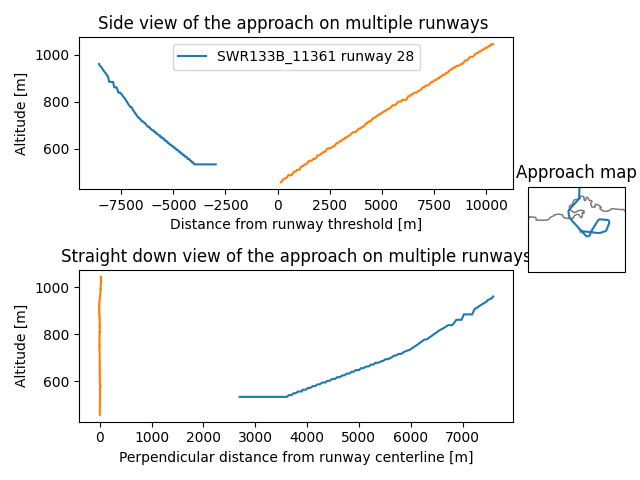 Side view of the approach on multiple runways
1000
800
600
Altitude [m]
SWR133B_11361 runway 28
−7500 −5000 −2500 0 2500 5000 7500 10000
Distance from runway threshold [m]
Approach map
Straight down view of the approach on multiple runways
1000
800
600
Altitude [m]
0 1000 2000 3000 4000 5000 6000 7000
Perpendicular distance from runway centerline [m]